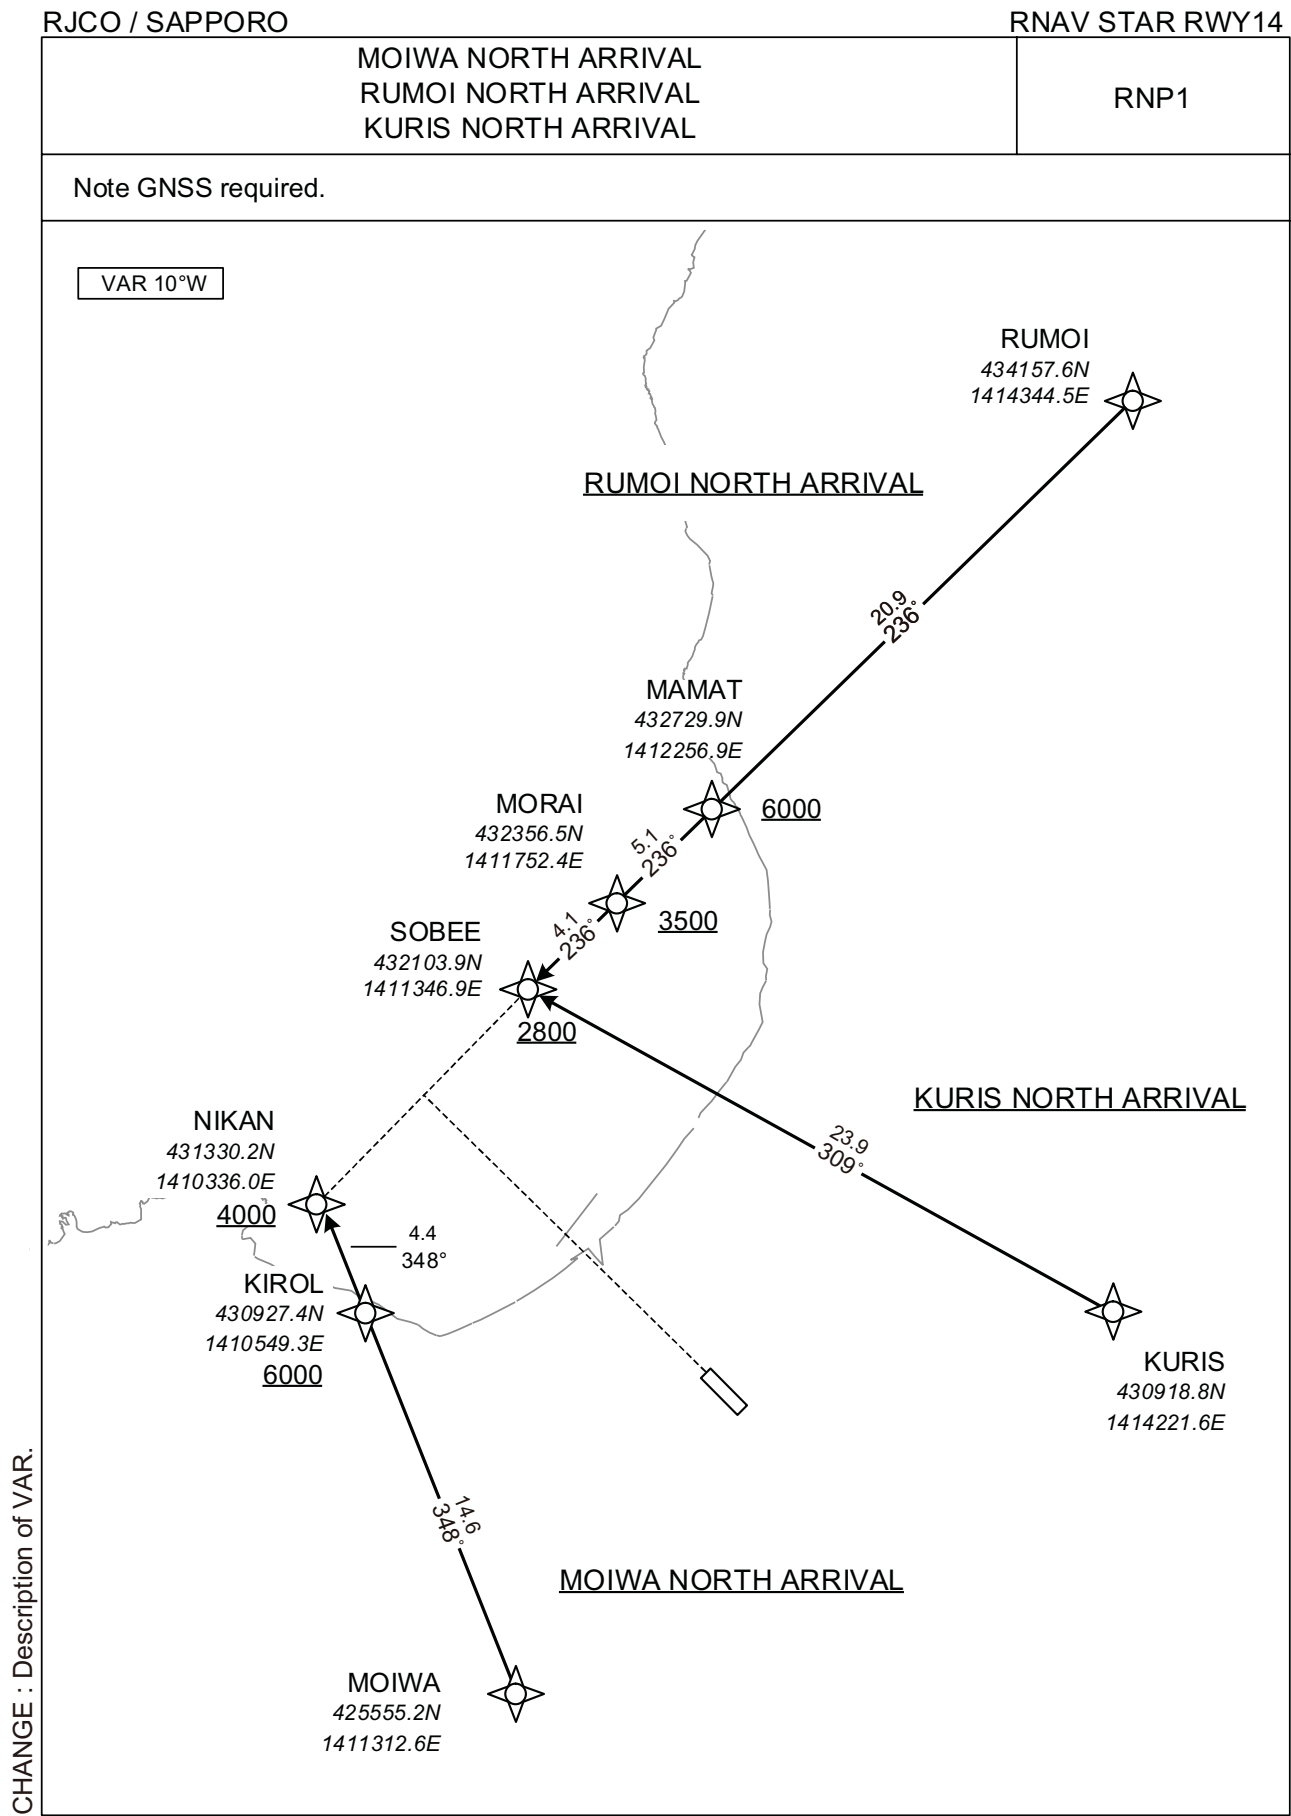 RJCO / SAPPORO
RNAV STAR RWY14
MOIWA NORTH ARRIVAL
RUMOI NORTH ARRIVAL
KURIS NORTH ARRIVAL
RNP1
Note GNSS required.
VAR 10°W
RUMOI
434157.6N
1414344.5E
RUMOI NORTH ARRIVAL
20.9
236°
MAMAT
432729.9N
1412256.9E
6000
MORAI
432356.5N
1411752.4E
5.1
236°
3500
SOBEE
432103.9N
1411346.9E
4.1
236°
2800
KURIS NORTH ARRIVAL
23.9
309°
NIKAN
431330.2N
1410336.0E
4000
4.4
348°
KIROL
430927.4N
1410549.3E
6000
KURIS
430918.8N
1414221.6E
14.6
348°
MOIWA NORTH ARRIVAL
MOIWA
425555.2N
1411312.6E
CHANGE : Description of VAR.